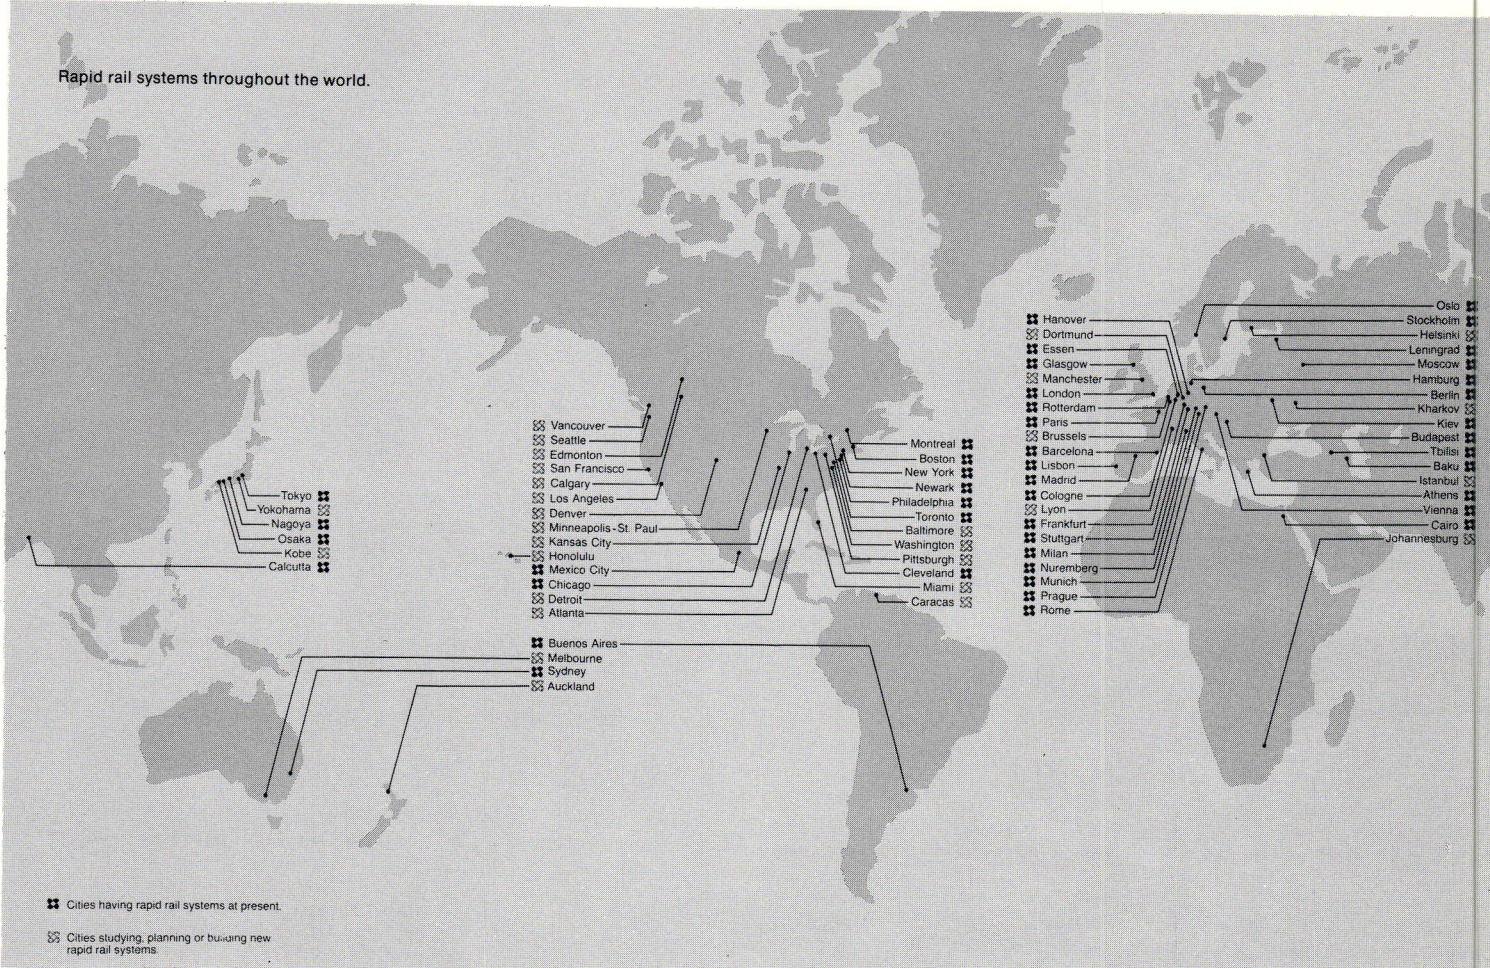 Rapid rail systems throughout the world.
Tokyo
Yokohama
Nagoya
Osaka
Kobe
Calcutta
Vancouver
Seattle
Edmonton
San Francisco
Calgary
Los Angeles
Denver
Minneapolis-St. Paul
Kansas City
Honolulu
Mexico City
Chicago
Detroit
Atlanta
Buenos Aires
Melbourne
Sydney
Auckland
Montreal
Boston
New York
Newark
Philadelphia
Toronto
Baltimore
Washington
Pittsburgh
Cleveland
Miami
Caracas
Hanover
Dortmund
Essen
Glasgow
Manchester
London
Rotterdam
Paris
Brussels
Barcelona
Lisbon
Madrid
Cologne
Lyon
Frankfurt
Stuttgart
Milan
Nuremberg
Munich
Prague
Rome
Oslo
Stockholm
Helsinki
Leningrad
Moscow
Hamburg
Berlin
Kharkov
Kiev
Budapest
Tbilisi
Baku
Istanbul
Athens
Vienna
Cairo
Johannesburg
Cities having rapid rail systems at present.
Cities studying, planning or building new
rapid rail systems.